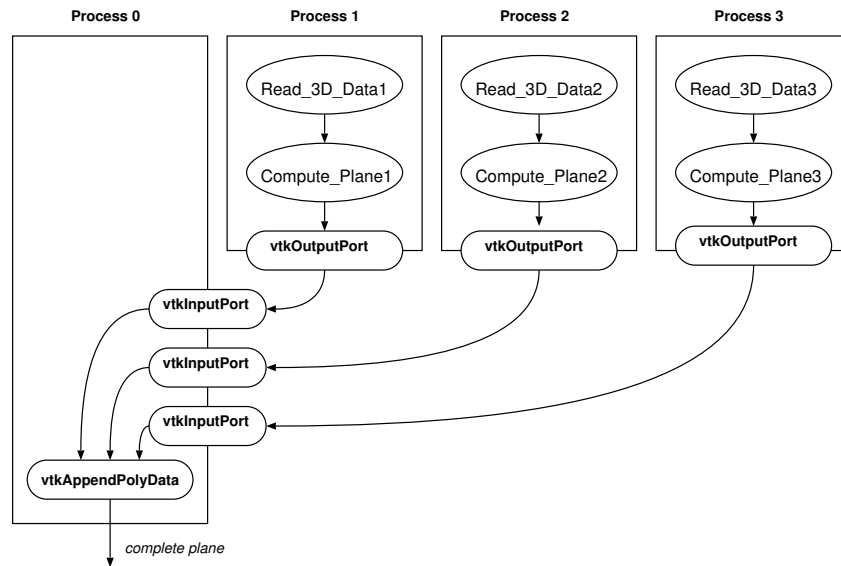 Process 0
Process 1
Process 2
Process 3
Read_3D_Data1
Read_3D_Data2
Read_3D_Data3
Compute_Plane1
Compute_Plane2
Compute_Plane3
vtkOutputPort
vtkOutputPort
vtkOutputPort
vtkInputPort
vtkInputPort
vtkInputPort
vtkAppendPolyData
complete plane